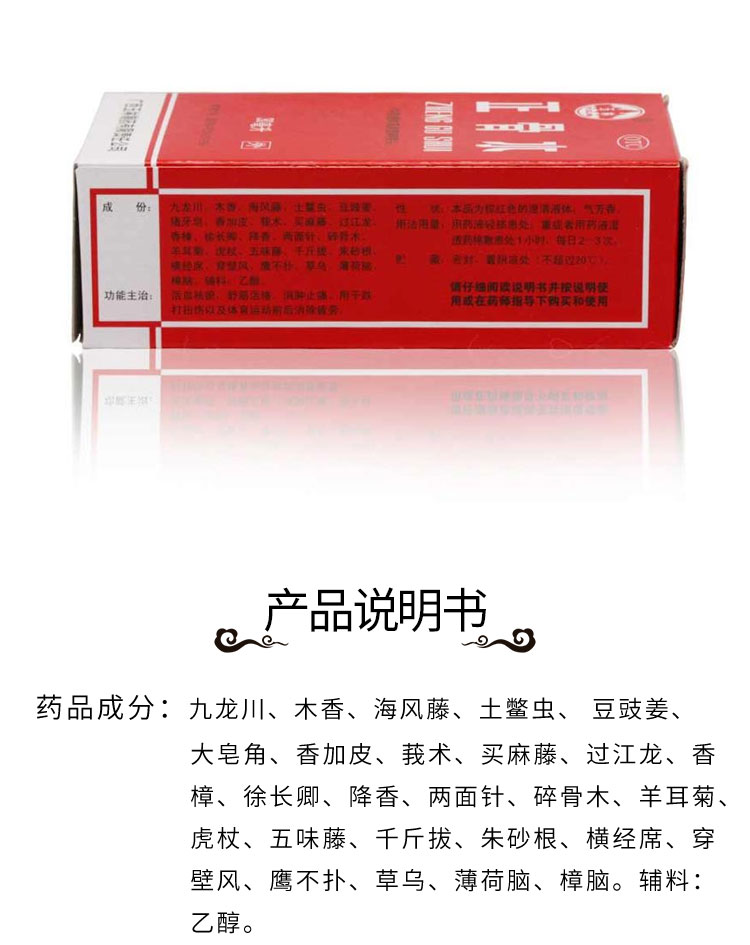 正骨水
ZHENG GU SHUI
OTC
成　份：
九龙川、木香、海风藤、土鳖虫、豆豉姜、
猪牙皂、香加皮、莪术、买麻藤、过江龙、
香樟、徐长卿、降香、两面针、碎骨木、
羊耳菊、虎杖、五味藤、千斤拔、朱砂根、
横经席、穿壁风、鹰不扑、草乌、薄荷脑、
樟脑。辅料：乙醇。
功能主治：
活血祛瘀，舒筋活络，消肿止痛。用于跌
打扭伤以及体育运动前后消除疲劳。
性　状：本品为棕红色的澄清液体；气芳香。
用法用量：用药液轻搽患处；重症者用药液湿
透药棉敷患处1小时，每日2～3次。
贮　藏：密封，置阴凉处（不超过20℃）。
请仔细阅读说明书并按说明使
用或在药师指导下购买和使用
产品说明书
药品成分：九龙川、木香、海风藤、土鳖虫、 豆豉姜、
大皂角、香加皮、莪术、买麻藤、过江龙、香
樟、徐长卿、降香、两面针、碎骨木、羊耳菊、
虎杖、五味藤、千斤拔、朱砂根、横经席、穿
壁风、鹰不扑、草乌、薄荷脑、樟脑。辅料：
乙醇。